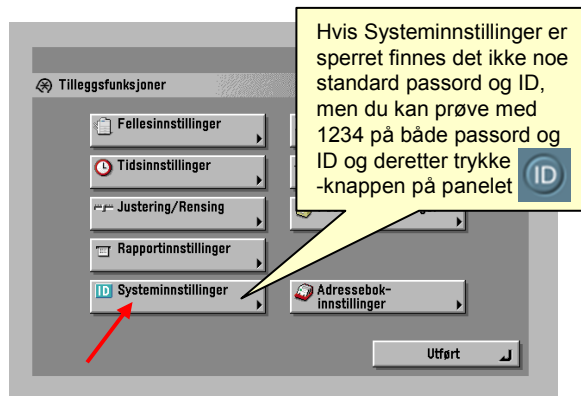 Hvis Systeminnstillinger er
sperret finnes det ikke noe
standard passord og ID,
men du kan prøve med
1234 på både passord og
ID og deretter trykke ID
-knappen på panelet
Tilleggsfunksjoner
Fellesinnstillinger
Tidsinnstillinger
Justering/Rensing
Rapportinnstillinger
ID Systeminnstillinger
Adressebok-
innstillinger
Utført